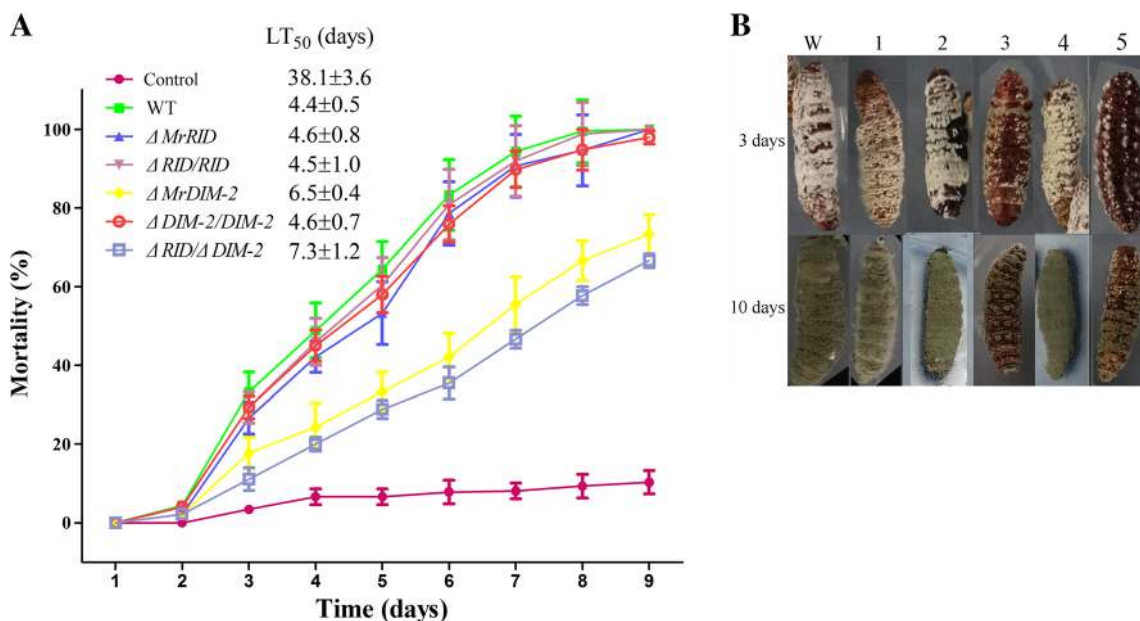 A
LT50 (days)
Control 38.1±3.6
WT 4.4±0.5
Δ MrRID 4.6±0.8
Δ RID/RID 4.5±1.0
Δ MrDIM-2 6.5±0.4
Δ DIM-2/DIM-2 4.6±0.7
Δ RID/Δ DIM-2 7.3±1.2
Mortality (%)
100
80
60
40
20
0
1 2 3 4 5 6 7 8 9
Time (days)
B
W 1 2 3 4 5
3 days
10 days